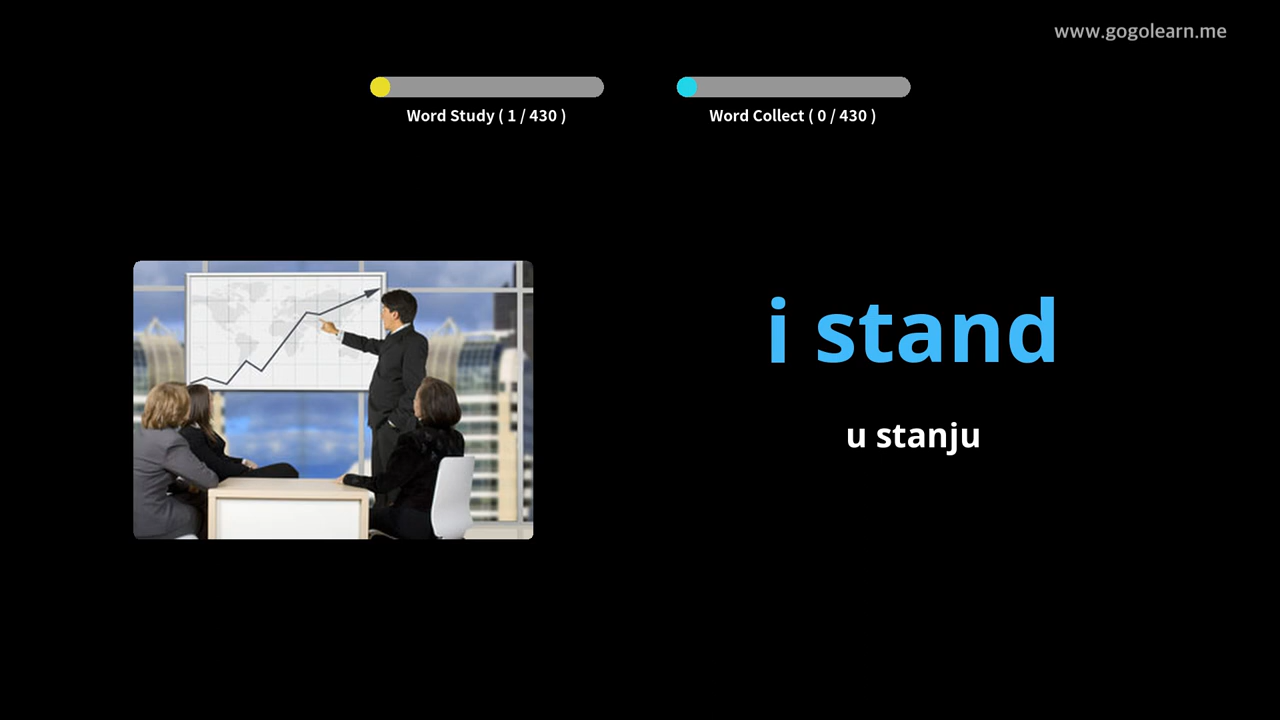 www.gogolearn.me
Word Study ( 1 / 430 )
Word Collect ( 0 / 430 )
i stand
u stanju